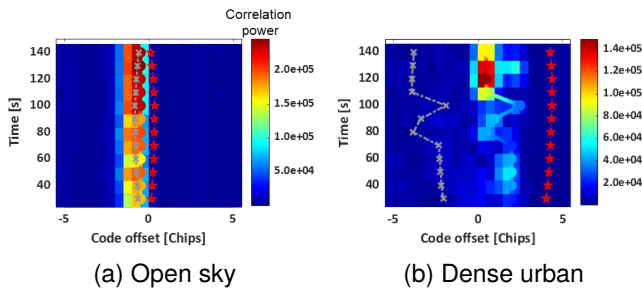 Correlation
power
140
120
100
80
60
40
Time [s]
-5
0
5
Code offset [Chips]
2.0e+05
1.5e+05
5.0e+04
(a) Open sky
140
120
100
80
60
40
Time [s]
-5
0
5
Code offset [Chips]
1.4e+05
1.2e+05
1.0e+05
8.0e+04
6.0e+04
4.0e+04
2.0e+04
(b) Dense urban